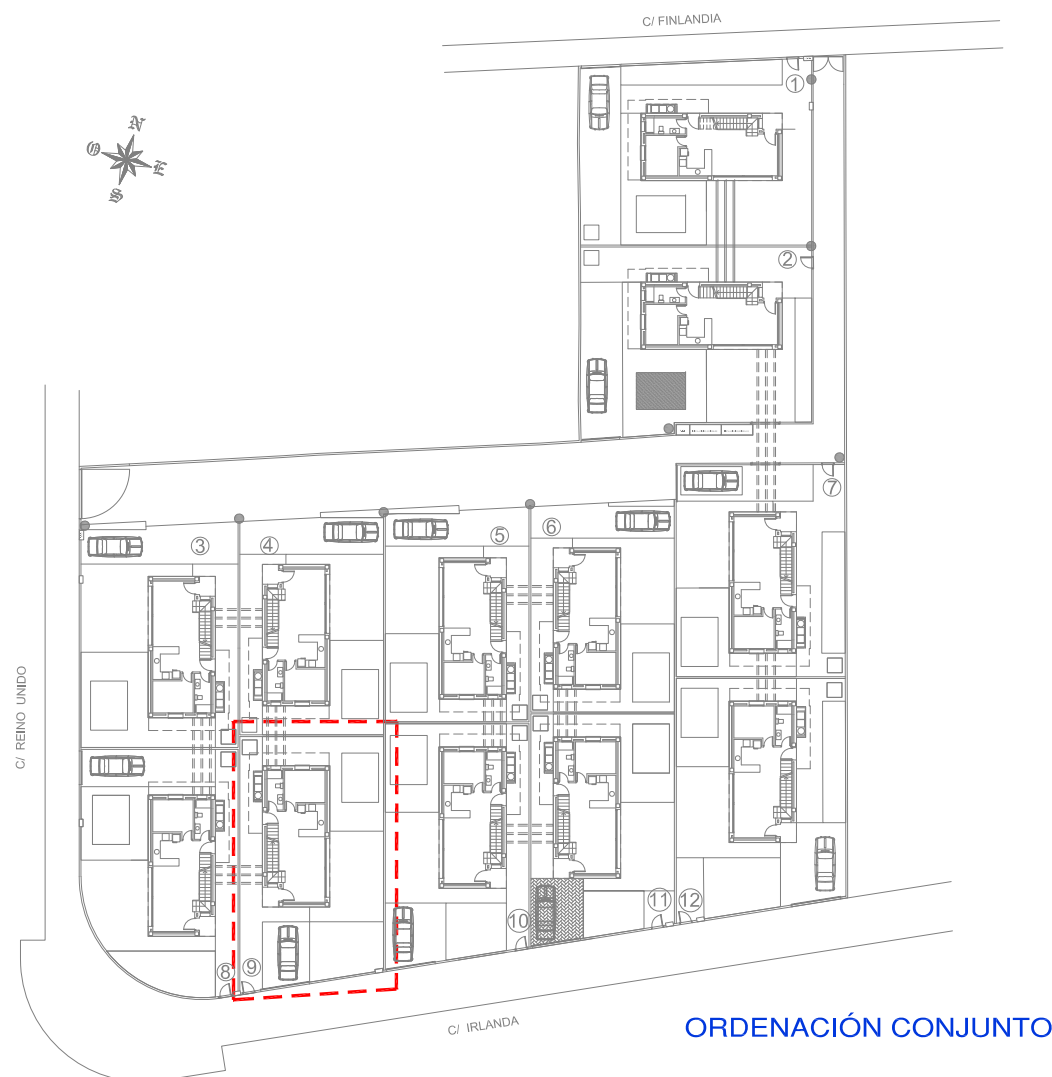 C/ FINLANDIA
N
O
E
S
1
2
7
3
4
5
6
C/ REINO UNIDO
8
9
10
11
12
C/ IRLANDA
ORDENACIÓN CONJUNTO